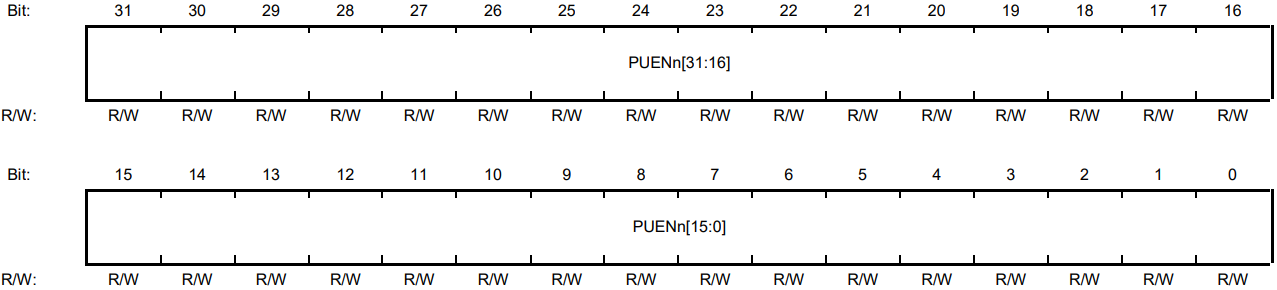 Bit: 31 30 29 28 27 26 25 24 23 22 21 20 19 18 17 16
PUENn[31:16]
R/W: R/W R/W R/W R/W R/W R/W R/W R/W R/W R/W R/W R/W R/W R/W R/W R/W
Bit: 15 14 13 12 11 10 9 8 7 6 5 4 3 2 1 0
PUENn[15:0]
R/W: R/W R/W R/W R/W R/W R/W R/W R/W R/W R/W R/W R/W R/W R/W R/W R/W